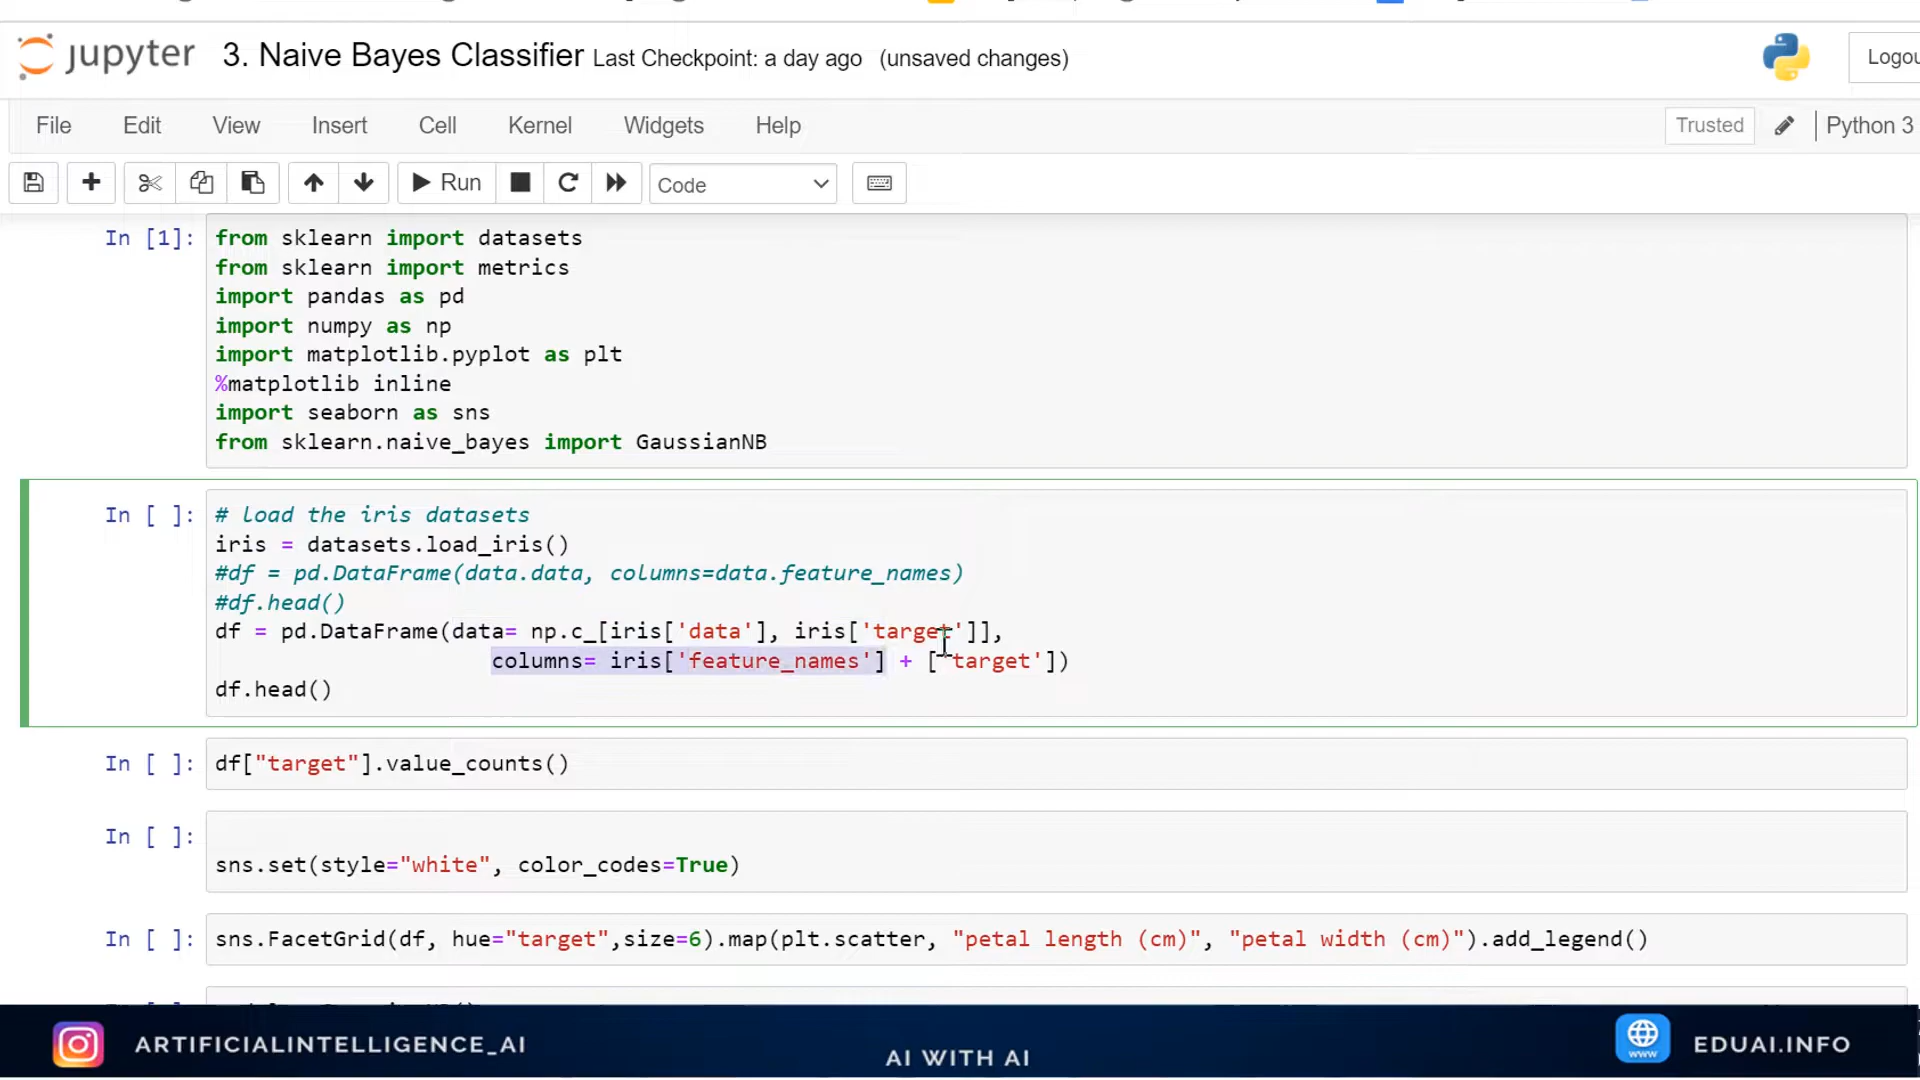 jupyter 3. Naive Bayes Classifier Last Checkpoint: a day ago (unsaved changes)
Logou
File Edit View Insert Cell Kernel Widgets Help Trusted Python 3
Run Code
In [1]: from sklearn import datasets
from sklearn import metrics
import pandas as pd
import numpy as np
import matplotlib.pyplot as plt
%matplotlib inline
import seaborn as sns
from sklearn.naive_bayes import GaussianNB
In [ ]: # load the iris datasets
iris = datasets.load_iris()
#df = pd.DataFrame(data.data, columns=data.feature_names)
#df.head()
df = pd.DataFrame(data= np.c_[iris['data'], iris['target']],
columns= iris['feature_names'] + ['target'])
df.head()
In [ ]: df["target"].value_counts()
In [ ]:
sns.set(style="white", color_codes=True)
In [ ]: sns.FacetGrid(df, hue="target",size=6).map(plt.scatter, "petal length (cm)", "petal width (cm)").add_legend()
ARTIFICIALINTELLIGENCE_AI
AI WITH AI
www
EDUAI.INFO